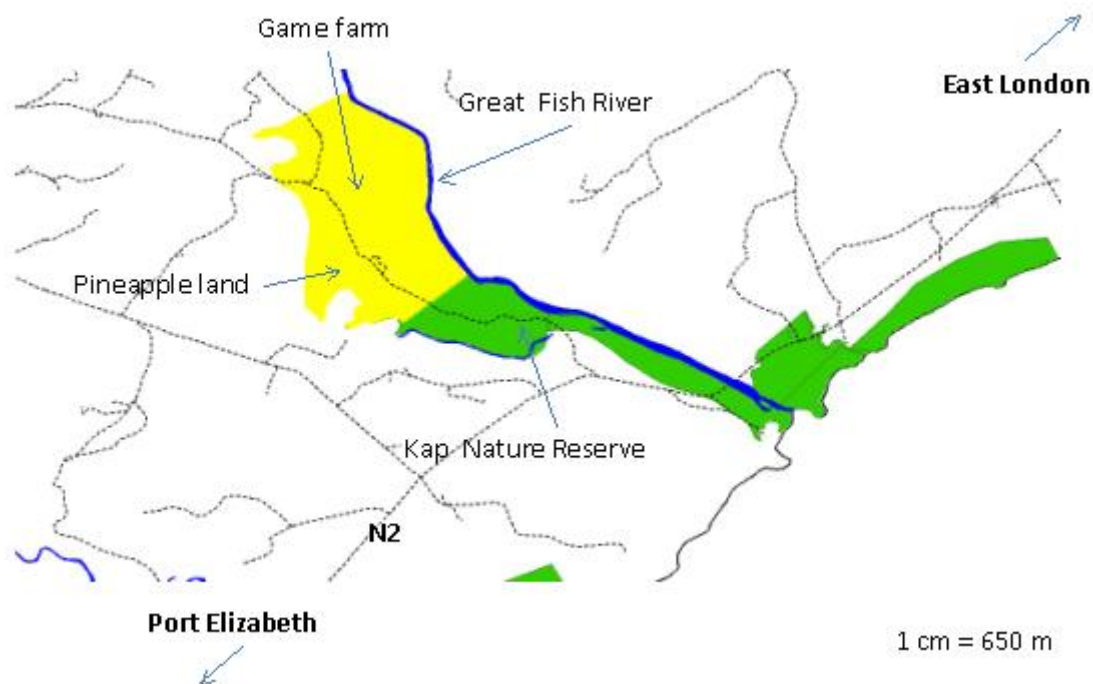 Game farm
East London
Great Fish River
Pineapple land
Kap Nature Reserve
N2
Port Elizabeth
1 cm = 650 m